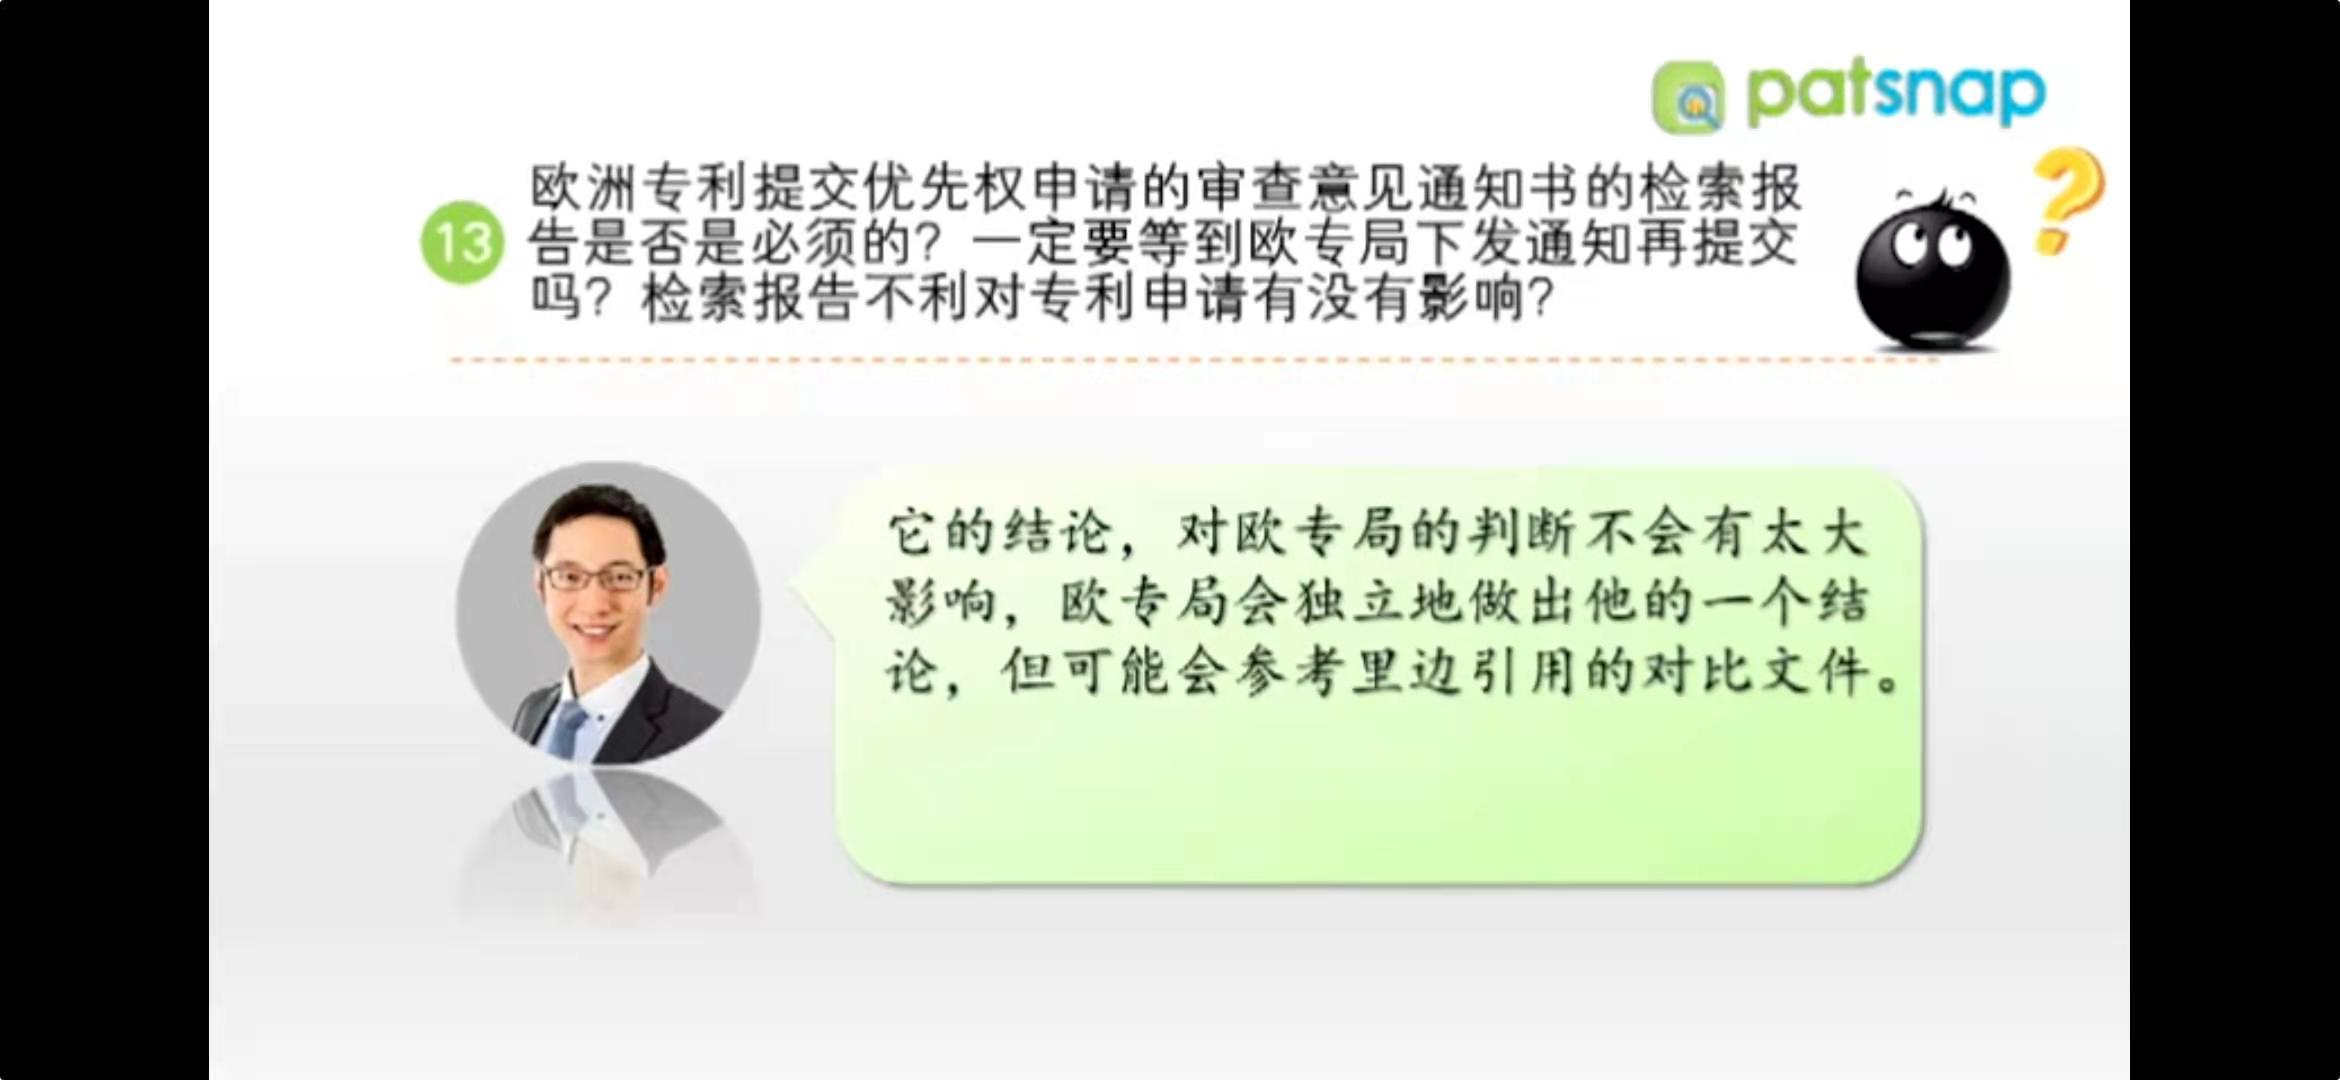 patsnap
13
欧洲专利提交优先权申请的审查意见通知书的检索报
告是否是必须的？一定要等到欧专局下发通知再提交
吗？检索报告不利对专利申请有没有影响？
?
它的结论，对欧专局的判断不会有太大
影响，欧专局会独立地做出他的一个结
论，但可能会参考里边引用的对比文件。